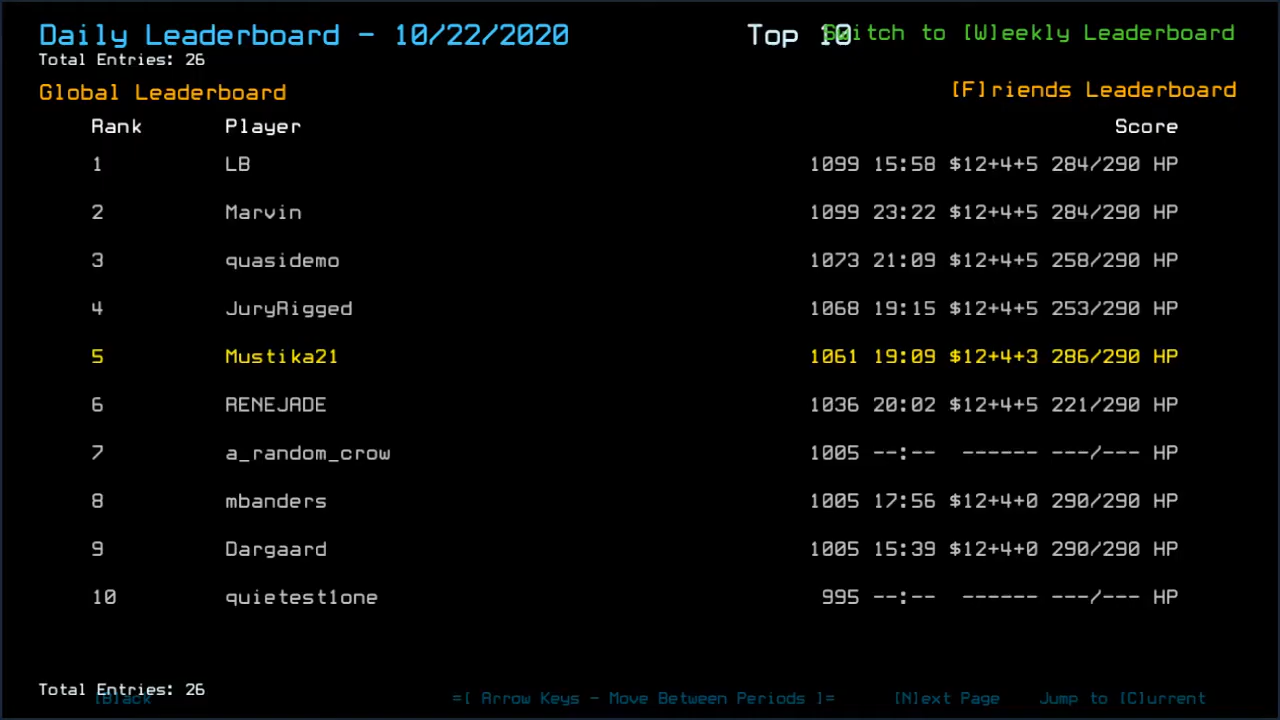 Daily Leaderboard - 10/22/2020 Top 10 Switch to [W]eekly Leaderboard
Total Entries: 26
Global Leaderboard [F]riends Leaderboard
Rank Player Score
1 LB 1099 15:58 $12+4+5 284/290 HP
2 Marvin 1099 23:22 $12+4+5 284/290 HP
3 quasidemo 1073 21:09 $12+4+5 258/290 HP
4 JuryRigged 1068 19:15 $12+4+5 253/290 HP
5 Mustika21 1061 19:09 $12+4+3 286/290 HP
6 RENEJADE 1036 20:02 $12+4+5 221/290 HP
7 a_random_crow 1005 --:-- ------ ---/--- HP
8 mbanders 1005 17:56 $12+4+0 290/290 HP
9 Dargaard 1005 15:39 $12+4+0 290/290 HP
10 quietest1one 995 --:-- ------ ---/--- HP
Total Entries: 26
[B]ack =[ Arrow Keys - Move Between Periods ]= [N]ext Page Jump to [C]urrent